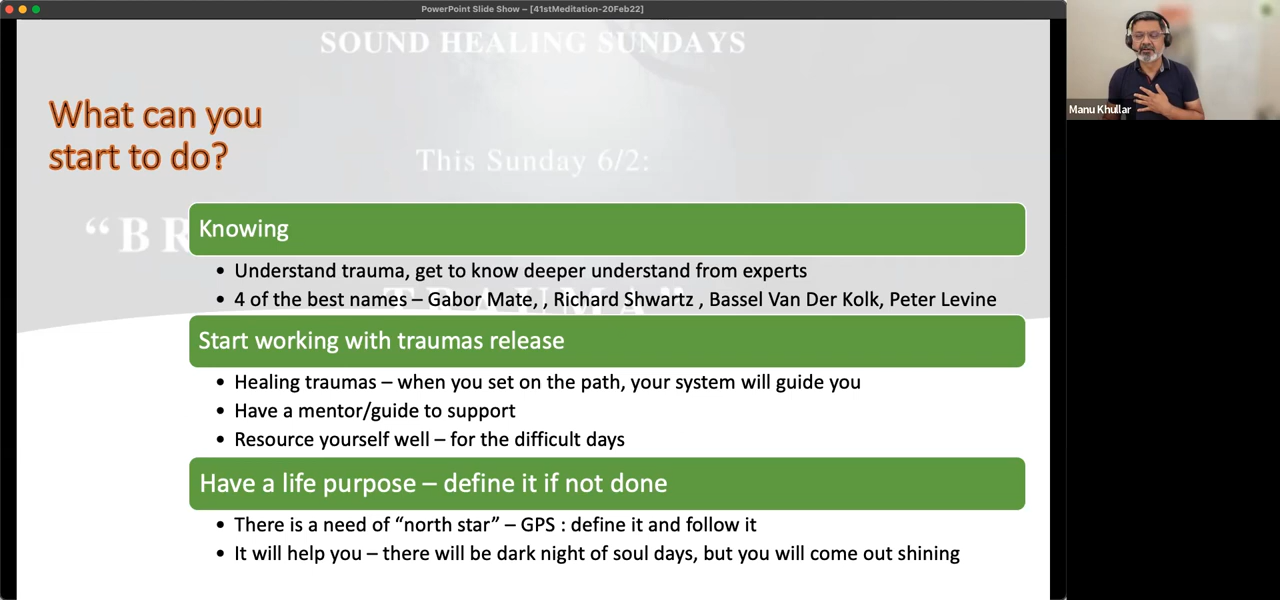 PowerPoint Slide Show – [41stMeditation-20Feb22]
SOUND HEALING SUNDAYS
What can you
start to do?
This Sunday 6/2:
“BR
Knowing
• Understand trauma, get to know deeper understand from experts
• 4 of the best names – Gabor Mate, , Richard Shwartz , Bassel Van Der Kolk, Peter Levine
TRAUMA”
Start working with traumas release
• Healing traumas – when you set on the path, your system will guide you
• Have a mentor/guide to support
• Resource yourself well – for the difficult days
Have a life purpose – define it if not done
• There is a need of “north star” – GPS : define it and follow it
• It will help you – there will be dark night of soul days, but you will come out shining
Manu Khullar